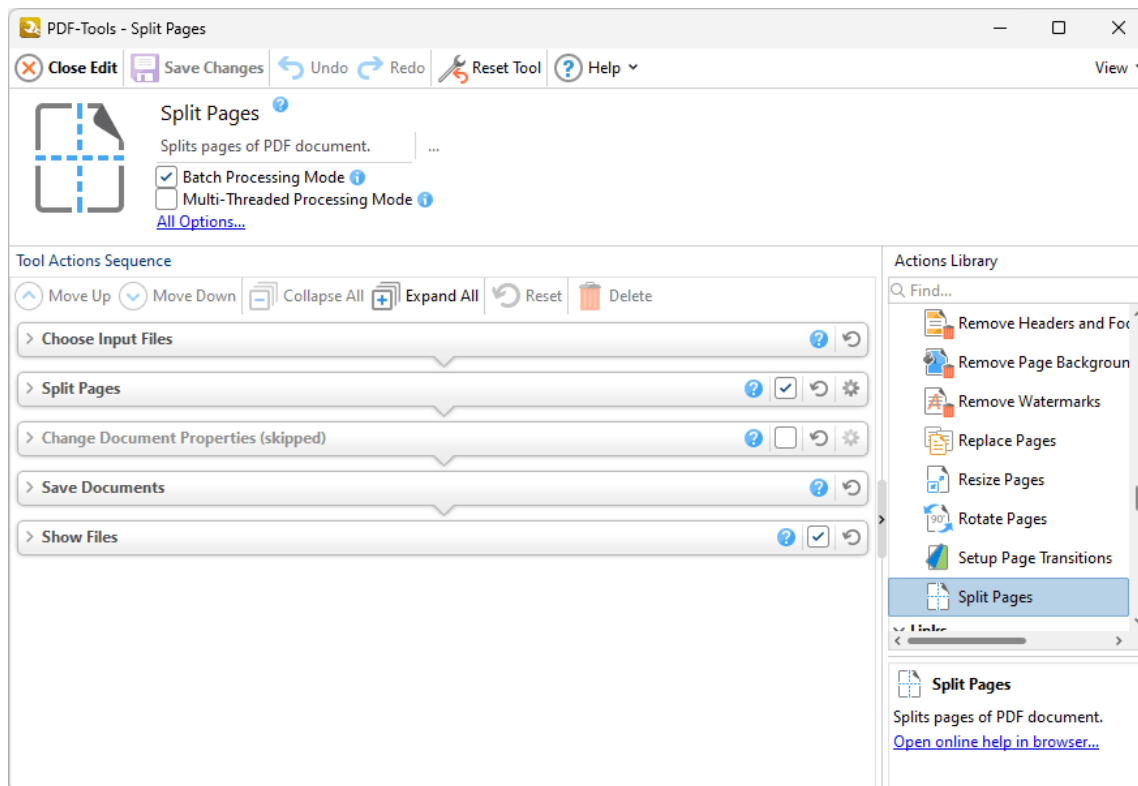 PDF-Tools - Split Pages
Close Edit Save Changes Undo Redo Reset Tool ? Help View
Split Pages ?
Splits pages of PDF document. ...
Batch Processing Mode i
Multi-Threaded Processing Mode i
All Options...
Tool Actions Sequence
Move Up Move Down Collapse All Expand All Reset Delete
Choose Input Files ?
Split Pages ?
Change Document Properties (skipped) ?
Save Documents ?
Show Files ?
Actions Library
Find...
Remove Headers and Foo
Remove Page Backgroun
Remove Watermarks
Replace Pages
Resize Pages
90° Rotate Pages
Setup Page Transitions
Split Pages
Links
Split Pages
Splits pages of PDF document.
Open online help in browser...